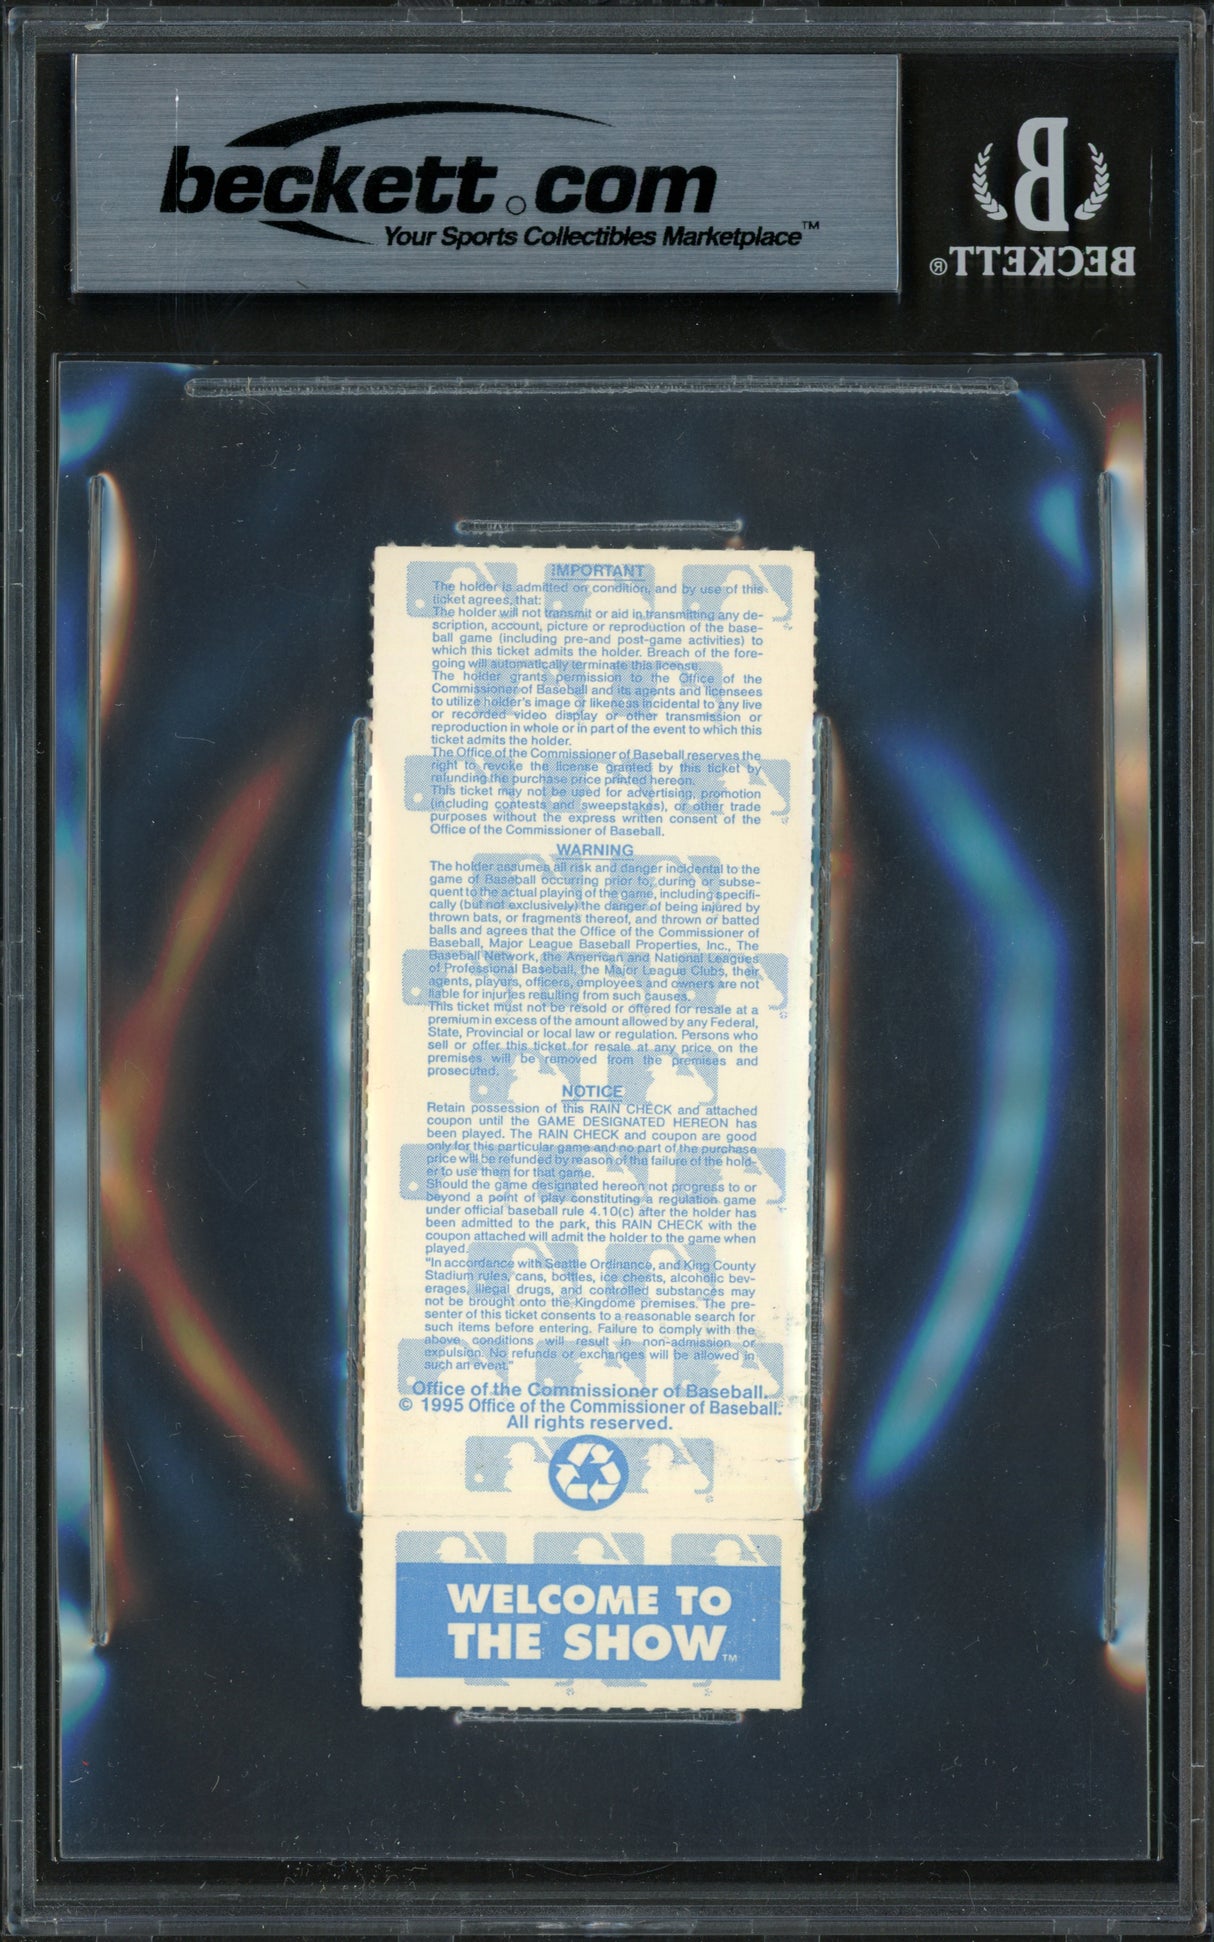 beckett.com
Your Sports Collectibles Marketplace™
B
BECKETT®
IMPORTANT
The holder is admitted on condition, and by use of this
ticket agrees, that:
The holder will not transmit or aid in transmitting any de-
scription, account, picture or reproduction of the base-
ball game (including pre-and post-game activities) to
which this ticket admits the holder. Breach of the fore-
going will automatically terminate this license.
The holder grants permission to the Office of the
Commissioner of Baseball and its agents and licensees
to utilize holder's image or likeness incidental to any live
or recorded video display or other transmission or
reproduction in whole or in part of the event to which this
ticket admits the holder.
The Office of the Commissioner of Baseball reserves the
right to revoke the license granted by this ticket by
refunding the purchase price printed hereon.
This ticket may not be used for advertising, promotion
(including contests and sweepstakes), or other trade
purposes without the express written consent of the
Office of the Commissioner of Baseball.
WARNING
The holder assumes all risk and danger incidental to the
game of Baseball occurring prior to, during or subse-
quent to the actual playing of the game, including specifi-
cally (but not exclusively) the danger of being injured by
thrown bats, or fragments thereof, and thrown or batted
balls and agrees that the Office of the Commissioner of
Baseball, Major League Baseball Properties, Inc., The
Baseball Network, the American and National Leagues
of Professional Baseball, the Major League Clubs, their
agents, players, officers, employees and owners are not
liable for injuries resulting from such causes.
This ticket must not be resold or offered for resale at a
premium in excess of the amount allowed by any Federal,
State, Provincial or local law or regulation. Persons who
sell or offer this ticket for resale at any price on the
premises will be removed from the premises and
prosecuted.
NOTICE
Retain possession of this RAIN CHECK and attached
coupon until the GAME DESIGNATED HEREON has
been played. The RAIN CHECK and coupon are good
only for this particular game and no part of the purchase
price will be refunded by reason of the failure of the hold-
er to use them for that game.
Should the game designated hereon not progress to or
beyond a point of play constituting a regulation game
under official baseball rule 4.10(c) after the holder has
been admitted to the park, this RAIN CHECK with the
coupon attached will admit the holder to the game when
played.
"In accordance with Seattle Ordinance, and King County
Stadium rules, cans, bottles, ice chests, alcoholic bev-
erages, illegal drugs, and controlled substances may
not be brought onto the Kingdome premises. The pre-
senter of this ticket consents to a reasonable search for
such items before entering. Failure to comply with the
above conditions will result in non-admission or
expulsion. No refunds or exchanges will be allowed in
such an event."
Office of the Commissioner of Baseball.
© 1995 Office of the Commissioner of Baseball.
All rights reserved.
WELCOME TO
THE SHOW™